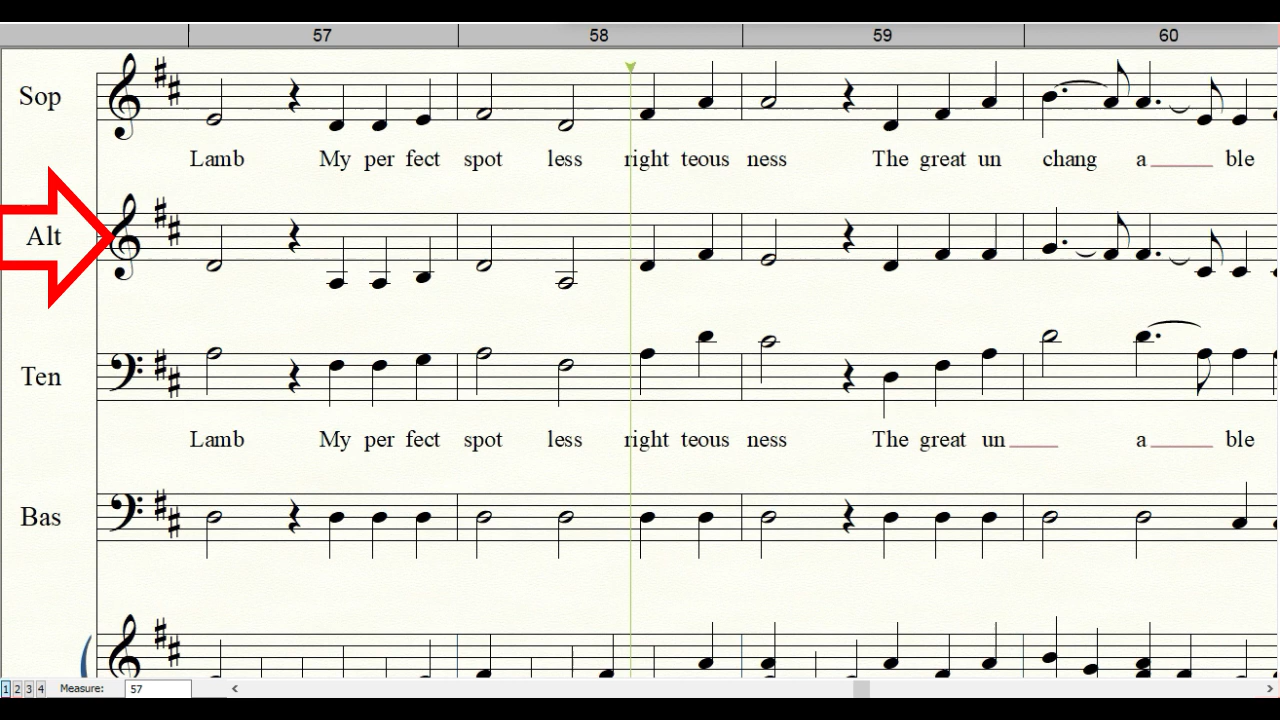 57 58 59 60
Sop
Lamb My per fect spot less right teous ness The great un chang a ble
Alt
Ten
Lamb My per fect spot less right teous ness The great un a ble
Bas
1 2 3 4 Measure: 57